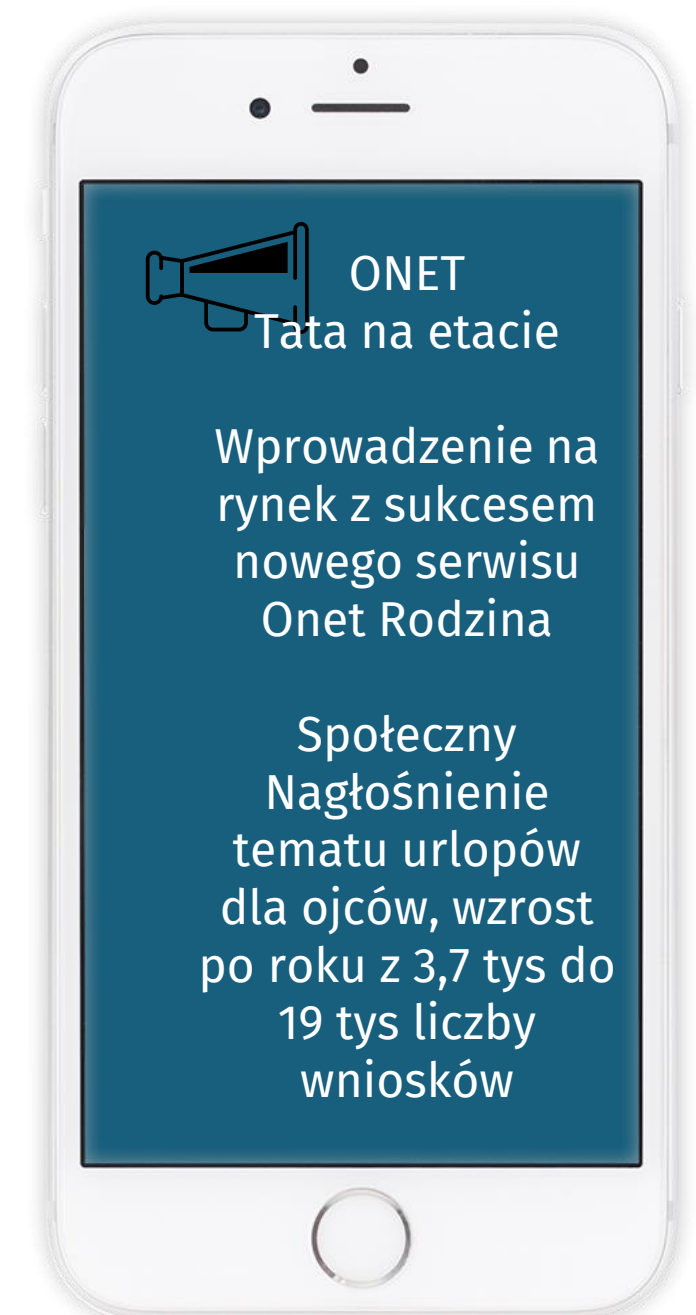 ONET
Tata na etacie
Wprowadzenie na
rynek z sukcesem
nowego serwisu
Onet Rodzina
Społeczny
Nagłośnienie
tematu urlopów
dla ojców, wzrost
po roku z 3,7 tys do
19 tys liczby
wniosków